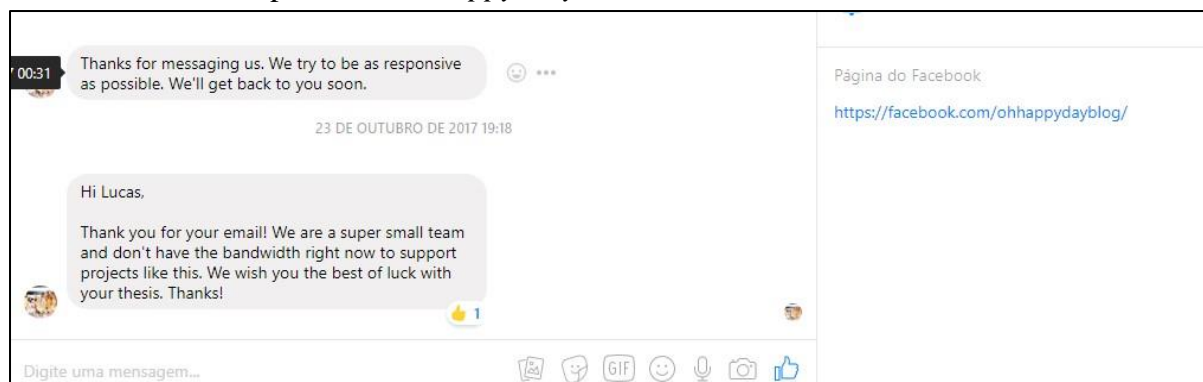 Thanks for messaging us. We try to be as responsive
as possible. We'll get back to you soon.
00:31
Página do Facebook
https://facebook.com/ohhappydayblog/
23 DE OUTUBRO DE 2017 19:18
Hi Lucas,
Thank you for your email! We are a super small team
and don't have the bandwidth right now to support
projects like this. We wish you the best of luck with
your thesis. Thanks!
1
Digite uma mensagem...
GIF